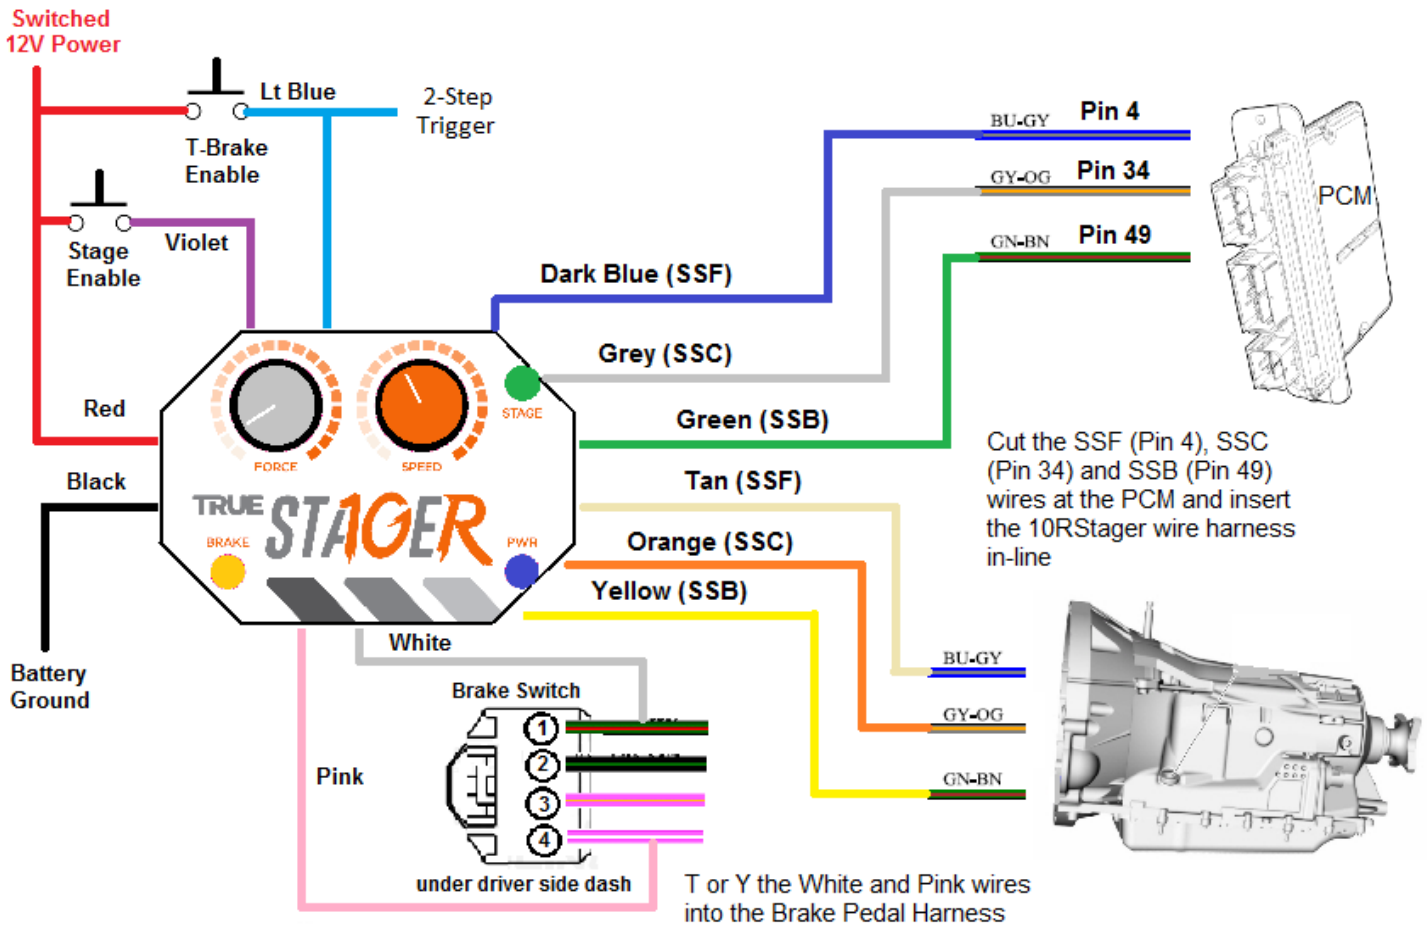 Switched
12V Power
Lt Blue
2-Step
Trigger
T-Brake
Enable
Stage
Enable
Violet
BU-GY Pin 4
GY-OG Pin 34
GN-BN Pin 49
PCM
Dark Blue (SSF)
Grey (SSC)
Green (SSB)
Tan (SSF)
Orange (SSC)
Yellow (SSB)
Red
Black
Battery
Ground
FORCE
SPEED
STAGE
TRUE
STA1GER
BRAKE
PWR
Cut the SSF (Pin 4), SSC
(Pin 34) and SSB (Pin 49)
wires at the PCM and insert
the 10RStager wire harness
in-line
BU-GY
GY-OG
GN-BN
White
Pink
Brake Switch
1
2
3
4
under driver side dash
T or Y the White and Pink wires
into the Brake Pedal Harness